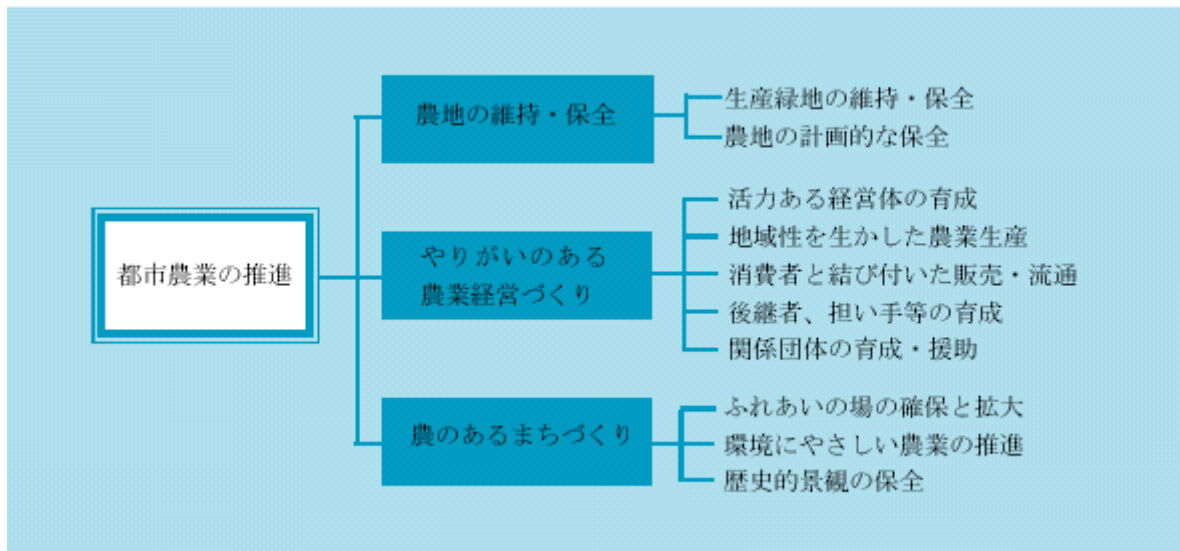 都市農業の推進
農地の維持・保全
生産緑地の維持・保全
農地の計画的な保全
やりがいのある
農業経営づくり
活力ある経営体の育成
地域性を生かした農業生産
消費者と結び付いた販売・流通
後継者、担い手等の育成
関係団体の育成・援助
農のあるまちづくり
ふれあいの場の確保と拡大
環境にやさしい農業の推進
歴史的景観の保全